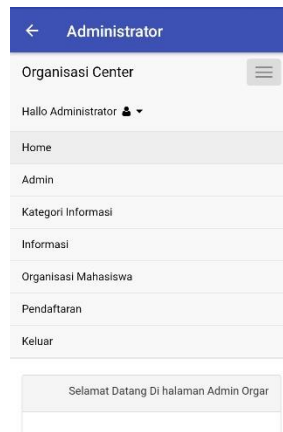 Administrator
Organisasi Center
Hallo Administrator
Home
Admin
Kategori Informasi
Informasi
Organisasi Mahasiswa
Pendaftaran
Keluar
Selamat Datang Di halaman Admin Orgar